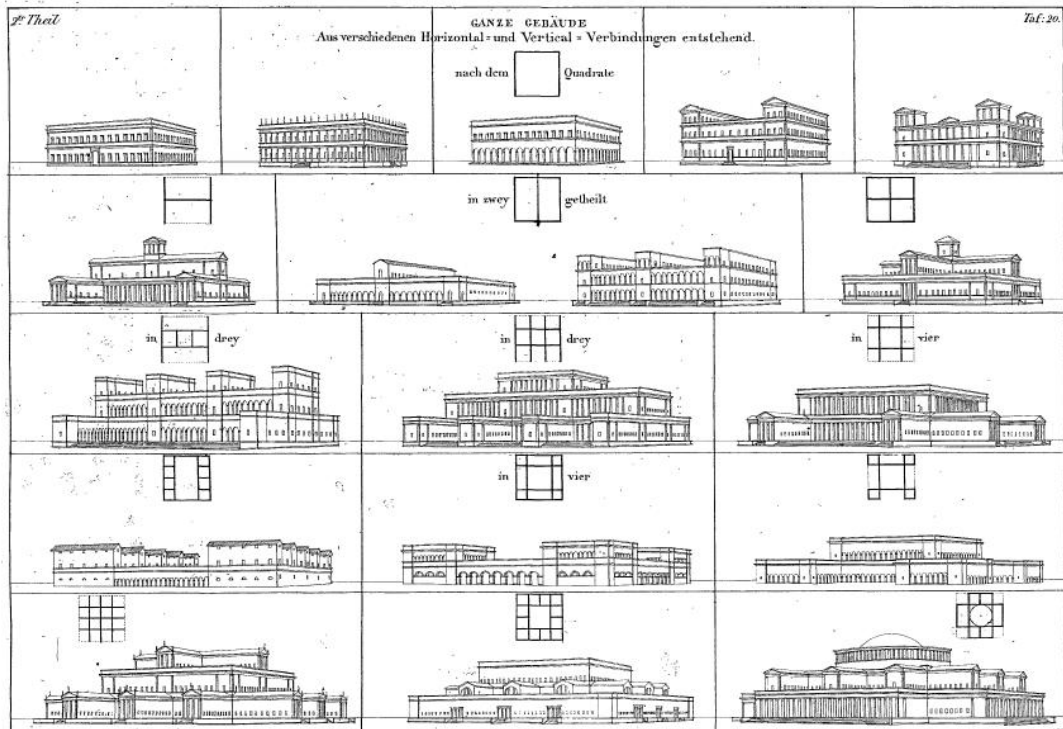 2ter Theil
GANZE GEBÄUDE
Taf: 20.
Aus verschiedenen Horizontal = und Vertical = Verbindungen entstehend.
nach dem Quadrate
in zwey getheilt
in drey
in drey
in vier
in vier